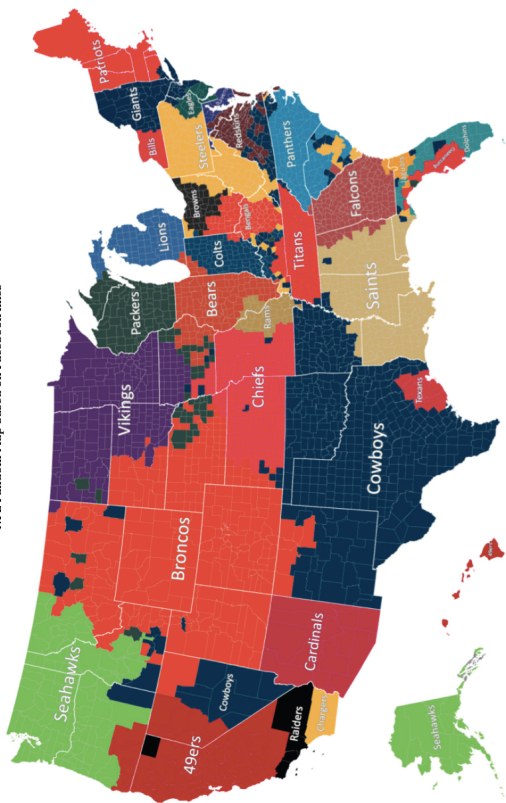 Seahawks
Vikings
Packers
Lions
Bills
Giants
Patriots
Broncos
Bears
Colts
Browns
Steelers
Eagles
Bengals
Redskins
49ers
Cowboys
Chiefs
Rams
Titans
Panthers
Raiders
Chargers
Cardinals
Cowboys
Texans
Saints
Falcons
Buccaneers
Dolphins
Seahawks